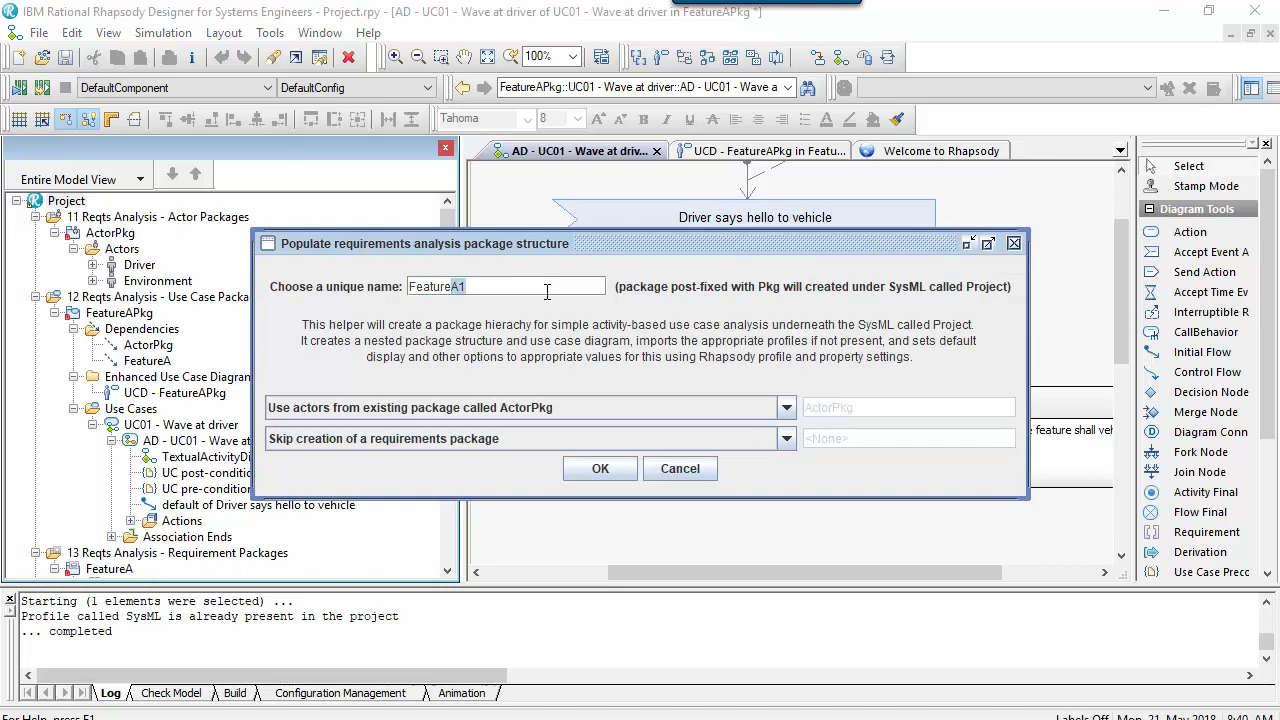 IBM Rational Rhapsody Designer for Systems Engineers - Project.rpy - [AD - UC01 - Wave at driver of UC01 - Wave at driver in FeatureAPkg *]
File Edit View Simulation Layout Tools Window Help
100%
DefaultComponent DefaultConfig FeatureAPkg::UC01 - Wave at driver::AD - UC01 - Wave a
Tahoma 8
Entire Model View
Project
11 Reqts Analysis - Actor Packages
ActorPkg
Actors
Driver
Environment
12 Reqts Analysis - Use Case Packa
FeatureAPkg
Dependencies
ActorPkg
FeatureA
Enhanced Use Case Diagram
UCD - FeatureAPkg
Use Cases
UC01 - Wave at driver
AD - UC01 - Wave at
TextualActivityDi
UC post-condition
UC pre-condition
default of Driver says hello to vehicle
Actions
Association Ends
13 Reqts Analysis - Requirement Packages
FeatureA
AD - UC01 - Wave at driv... UCD - FeatureAPkg in Featu... Welcome to Rhapsody
Driver says hello to vehicle
e feature shall veh
Populate requirements analysis package structure
Choose a unique name: FeatureA1 (package post-fixed with Pkg will created under SysML called Project)
This helper will create a package hierachy for simple activity-based use case analysis underneath the SysML called Project.
It creates a nested package structure and use case diagram, imports the appropriate profiles if not present, and sets default
display and other options to appropriate values for this using Rhapsody profile and property settings.
Use actors from existing package called ActorPkg ActorPkg
Skip creation of a requirements package <None>
OK Cancel
Select
Stamp Mode
Diagram Tools
Action
Accept Event A
Send Action
Accept Time Ev
Interruptible R
CallBehavior
Initial Flow
Control Flow
Decision Node
Merge Node
Diagram Conn
Fork Node
Join Node
Activity Final
Flow Final
Requirement
Derivation
Use Case Preco
Starting (1 elements were selected) ...
Profile called SysML is already present in the project
... completed
Log Check Model Build Configuration Management Animation
For Help, press F1 Labels Off Mon, 21, May 2018 8:40 AM